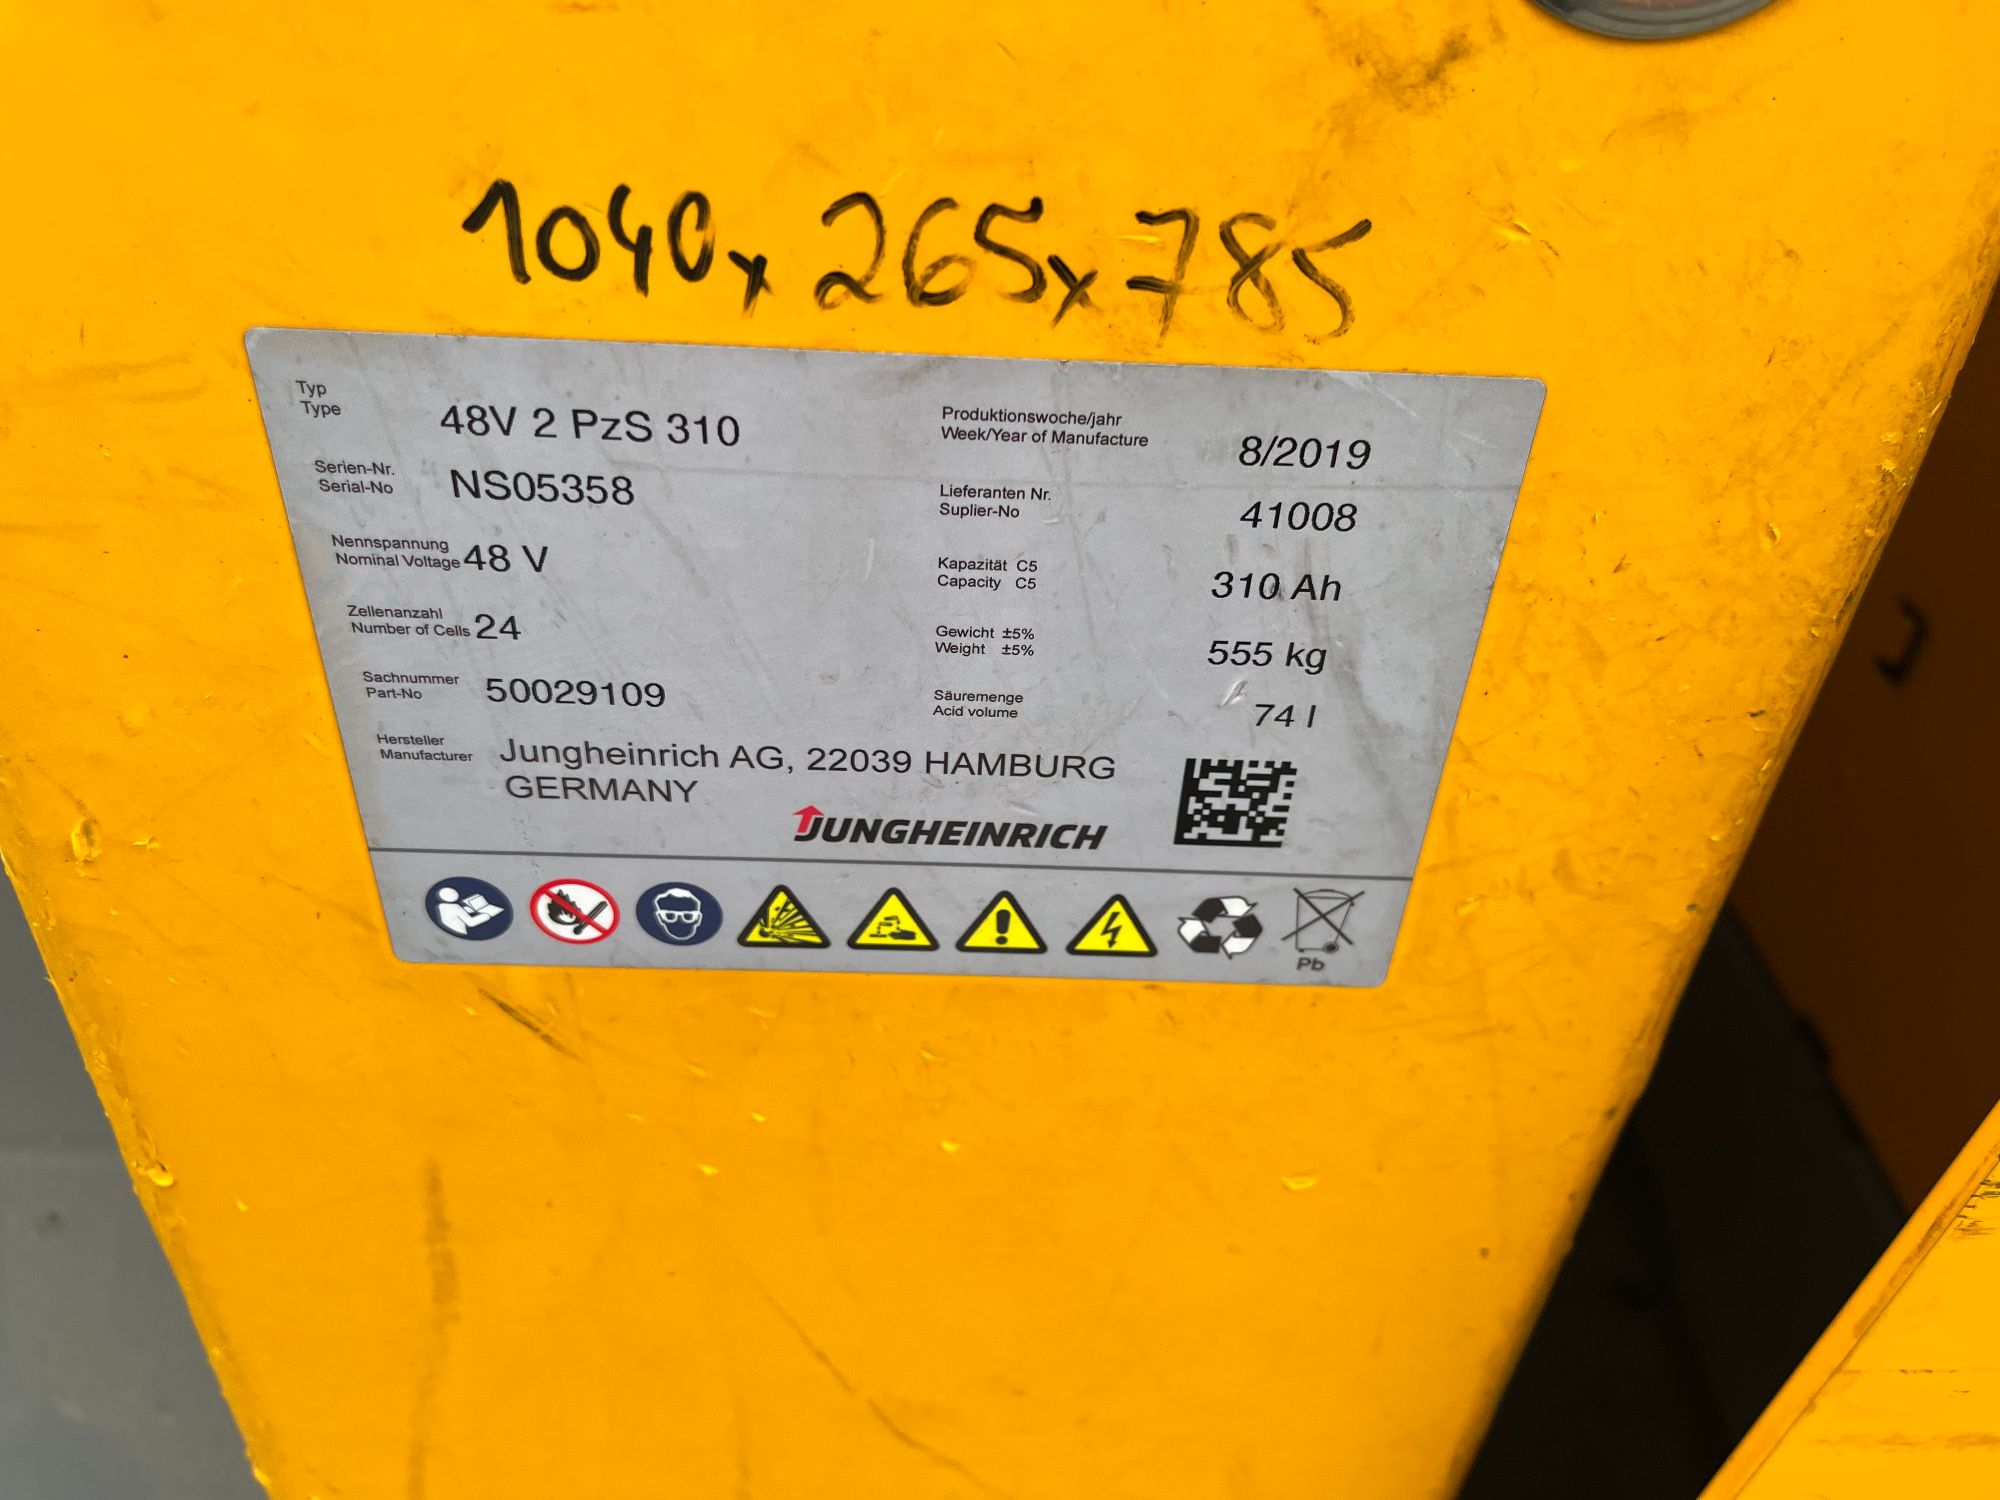 1040 x 265 x 785
Typ
Type
48V 2 PzS 310
Serien-Nr.
Serial-No
NS05358
Nennspannung
Nominal Voltage
48 V
Zellenanzahl
Number of Cells
24
Sachnummer
Part-No
50029109
Hersteller
Manufacturer
Jungheinrich AG, 22039 HAMBURG
GERMANY
Produktionswoche/jahr
Week/Year of Manufacture
8/2019
Lieferanten Nr.
Suplier-No
41008
Kapazität C5
Capacity C5
310 Ah
Gewicht ±5%
Weight ±5%
555 kg
Säuremenge
Acid volume
74 l
JUNGHEINRICH
Pb